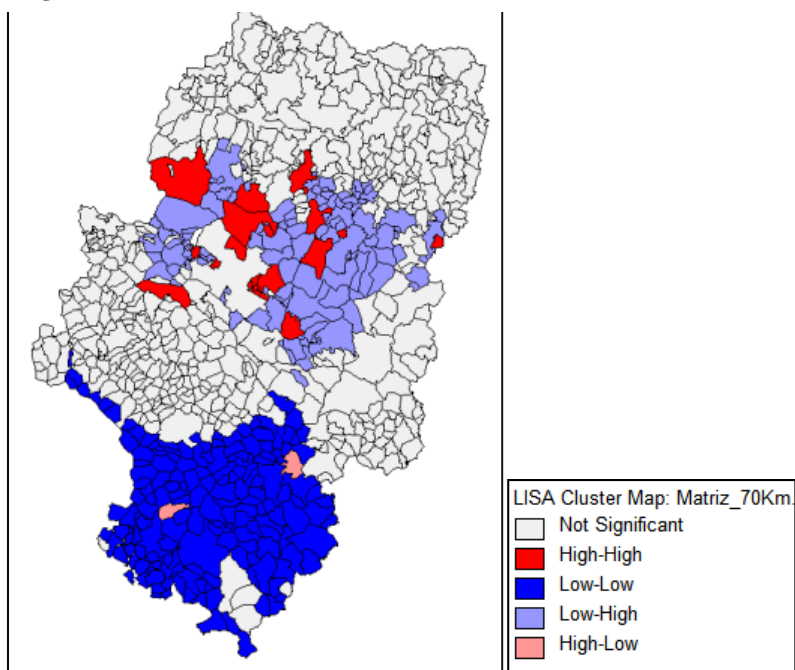 LISA Cluster Map: Matriz_70Km.
Not Significant
High-High
Low-Low
Low-High
High-Low